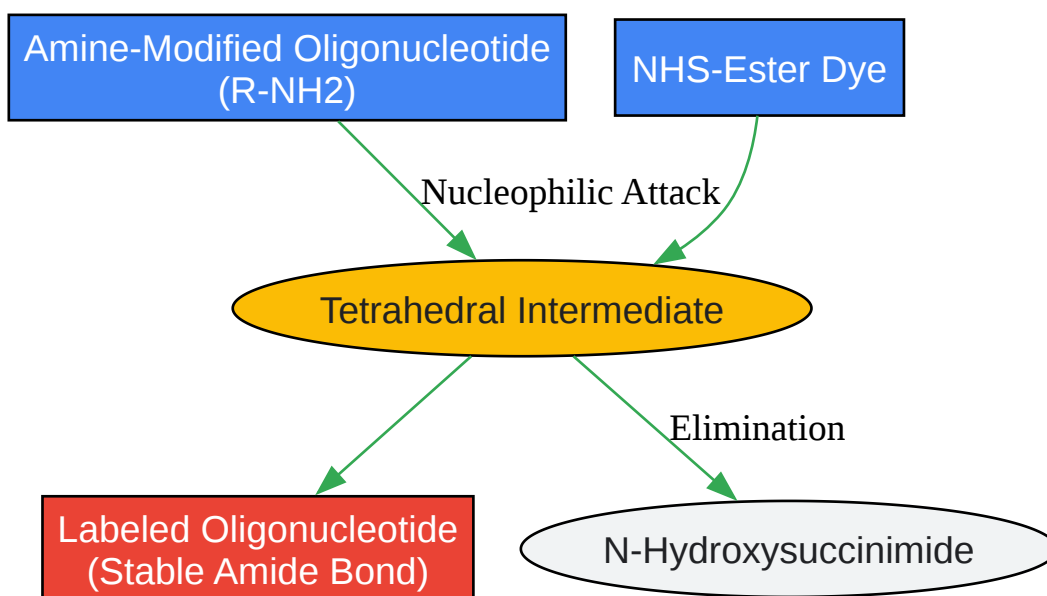 Amine-Modified Oligonucleotide
(R-NH2)
NHS-Ester Dye
Nucleophilic Attack
Tetrahedral Intermediate
Elimination
Labeled Oligonucleotide
(Stable Amide Bond)
N-Hydroxysuccinimide